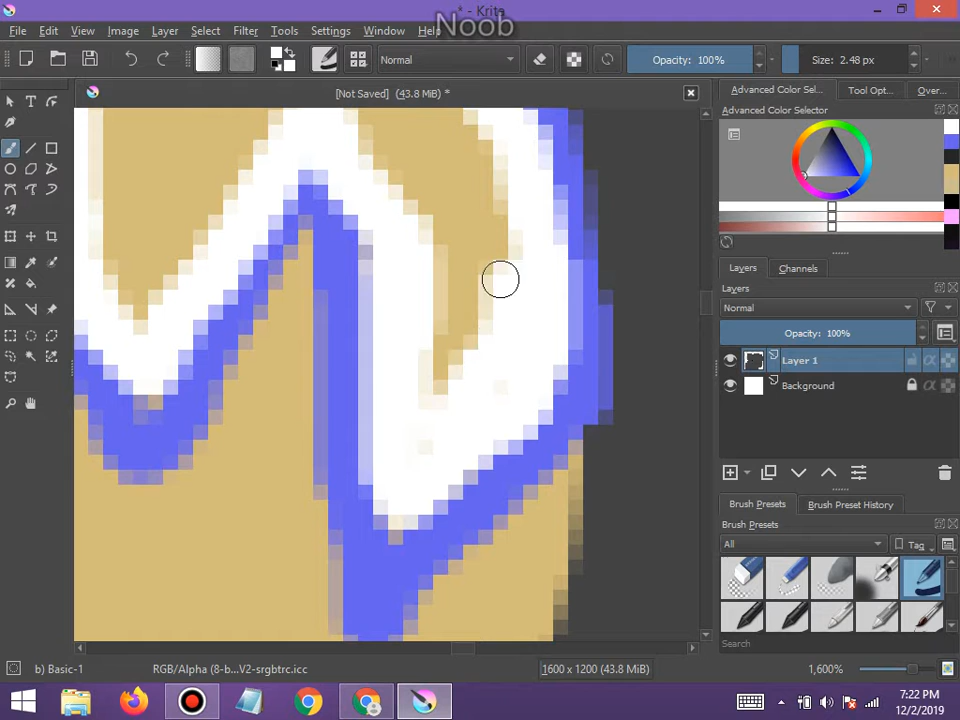 * - Krita
Noob
File Edit View Image Layer Select Filter Tools Settings Window Help
Normal Opacity: 100% Size: 2.48 px
[Not Saved] (43.8 MiB) *
Advanced Color Sel... Tool Opt... Over...
Advanced Color Selector
Layers Channels
Layers
Normal
Opacity: 100%
Layer 1
Background
Brush Presets Brush Preset History
Brush Presets
All Tag
Search
b) Basic-1 RGB/Alpha (8-b...V2-srgbtrc.icc 1600 x 1200 (43.8 MiB) 1,600%
7:22 PM
12/2/2019